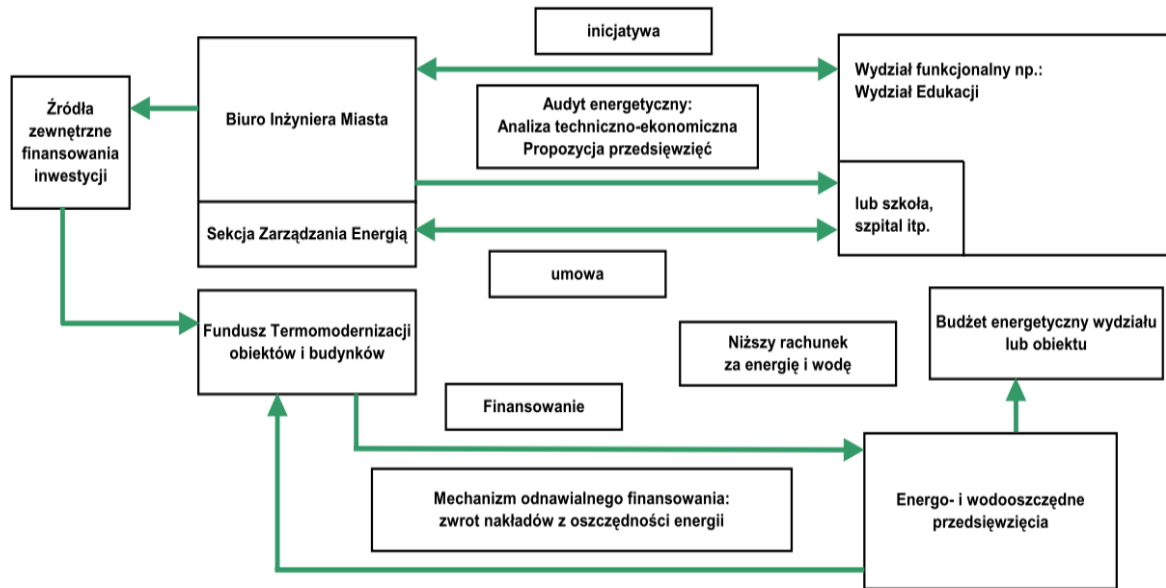 inicjatywa
Źródła
zewnętrzne
finansowania
inwestycji
Biuro Inżyniera Miasta
Audyt energetyczny:
Analiza techniczno-ekonomiczna
Propozycja przedsięwzięć
Wydział funkcjonalny np.:
Wydział Edukacji
lub szkoła,
szpital itp.
Sekcja Zarządzania Energią
umowa
Fundusz Termomodernizacji
obiektów i budynków
Niższy rachunek
za energię i wodę
Budżet energetyczny wydziału
lub obiektu
Finansowanie
Mechanizm odnawialnego finansowania:
zwrot nakładów z oszczędności energii
Energo- i wodooszczędne
przedsięwzięcia